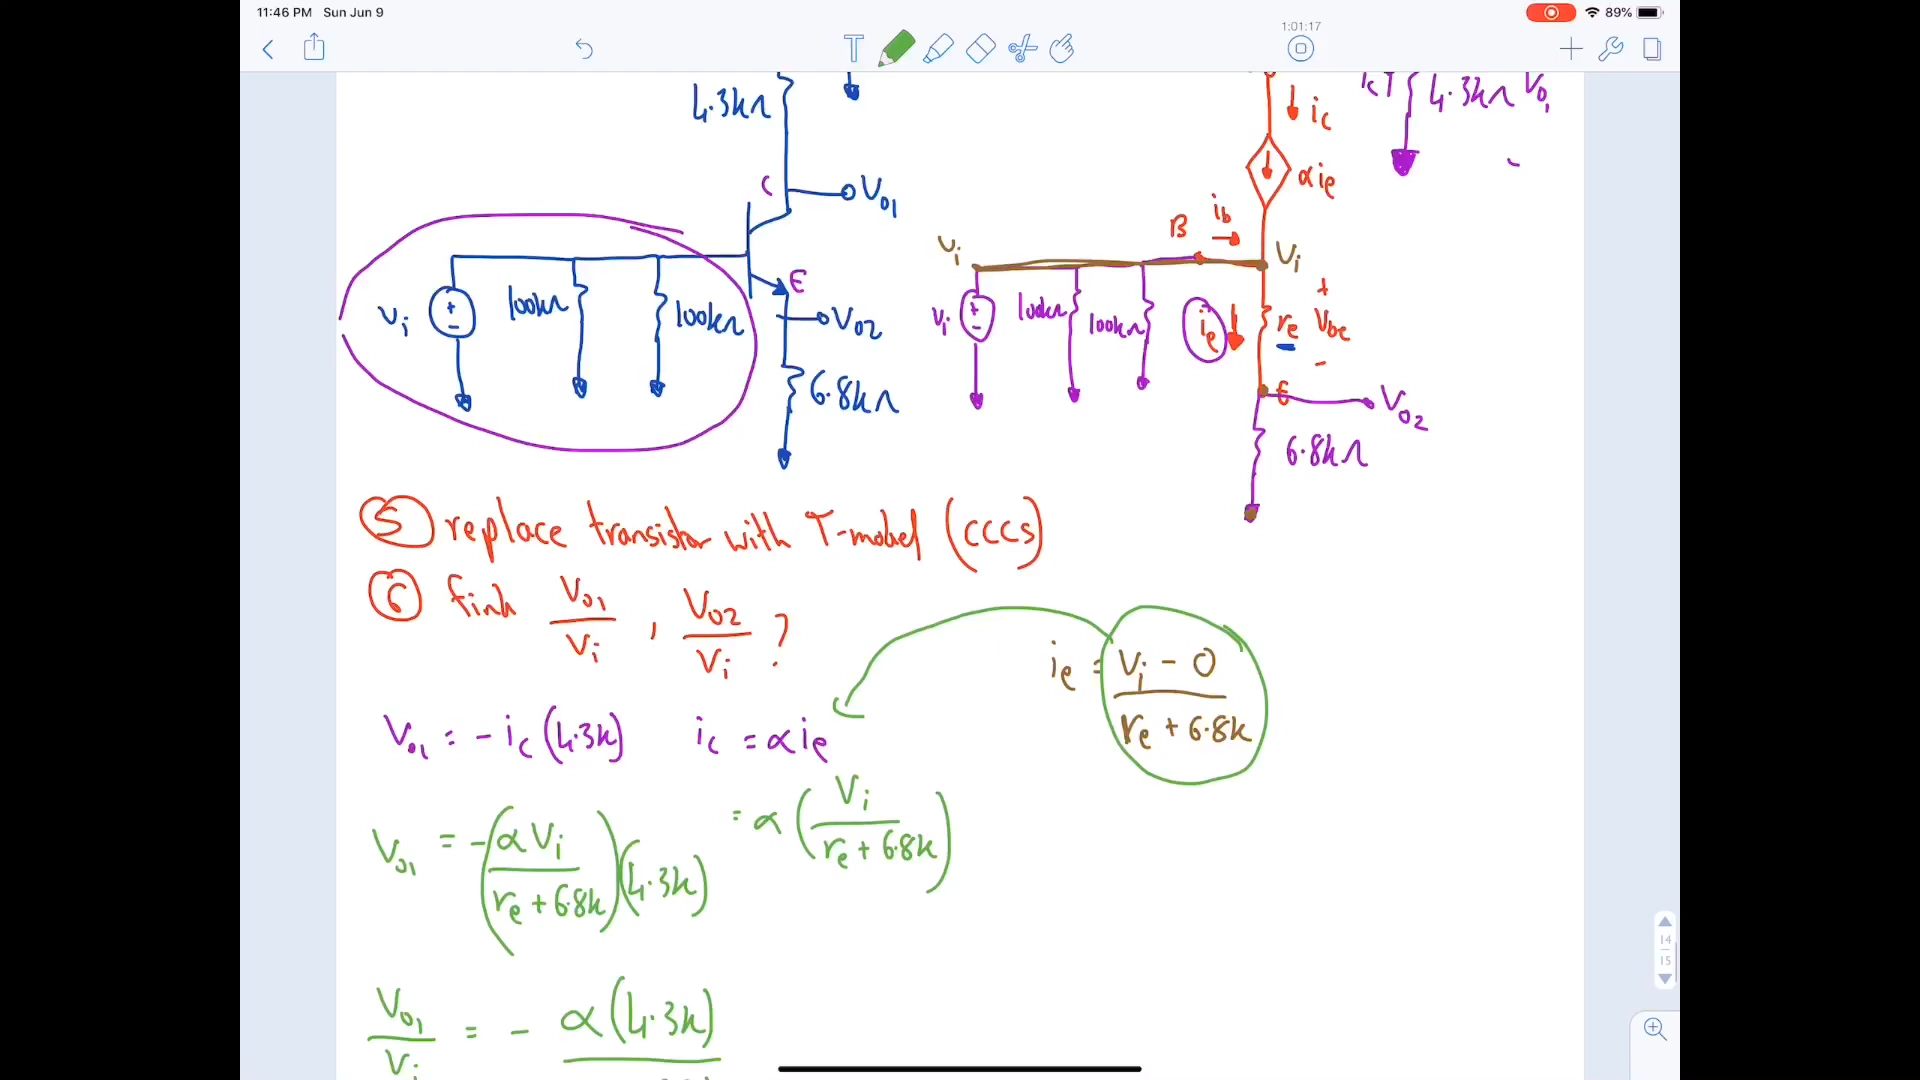 11:46 PM Sun Jun 9
89%
1:01:17
T
4.3kΩ
C
Vo1
Vi
+
-
100kΩ
100kΩ
E
Vo2
6.8kΩ
ic
4.3kΩ Vo1
-
αie
B
ib
Vi
Vi
Vi
+
-
100kΩ
100kΩ
ie
re
+
Vbe
-
E
Vo2
6.8kΩ
5 replace transistor with T-model (CCCS)
6 find Vo1/Vi , Vo2/Vi ?
ie = (Vi - 0)/(re + 6.8k)
Vo1 = - ic (4.3k) ic = αie
= α (Vi/(re + 6.8k))
Vo1 = -(αVi/(re + 6.8k))(4.3k)
Vo1/Vi = - α(4.3k)
14
15